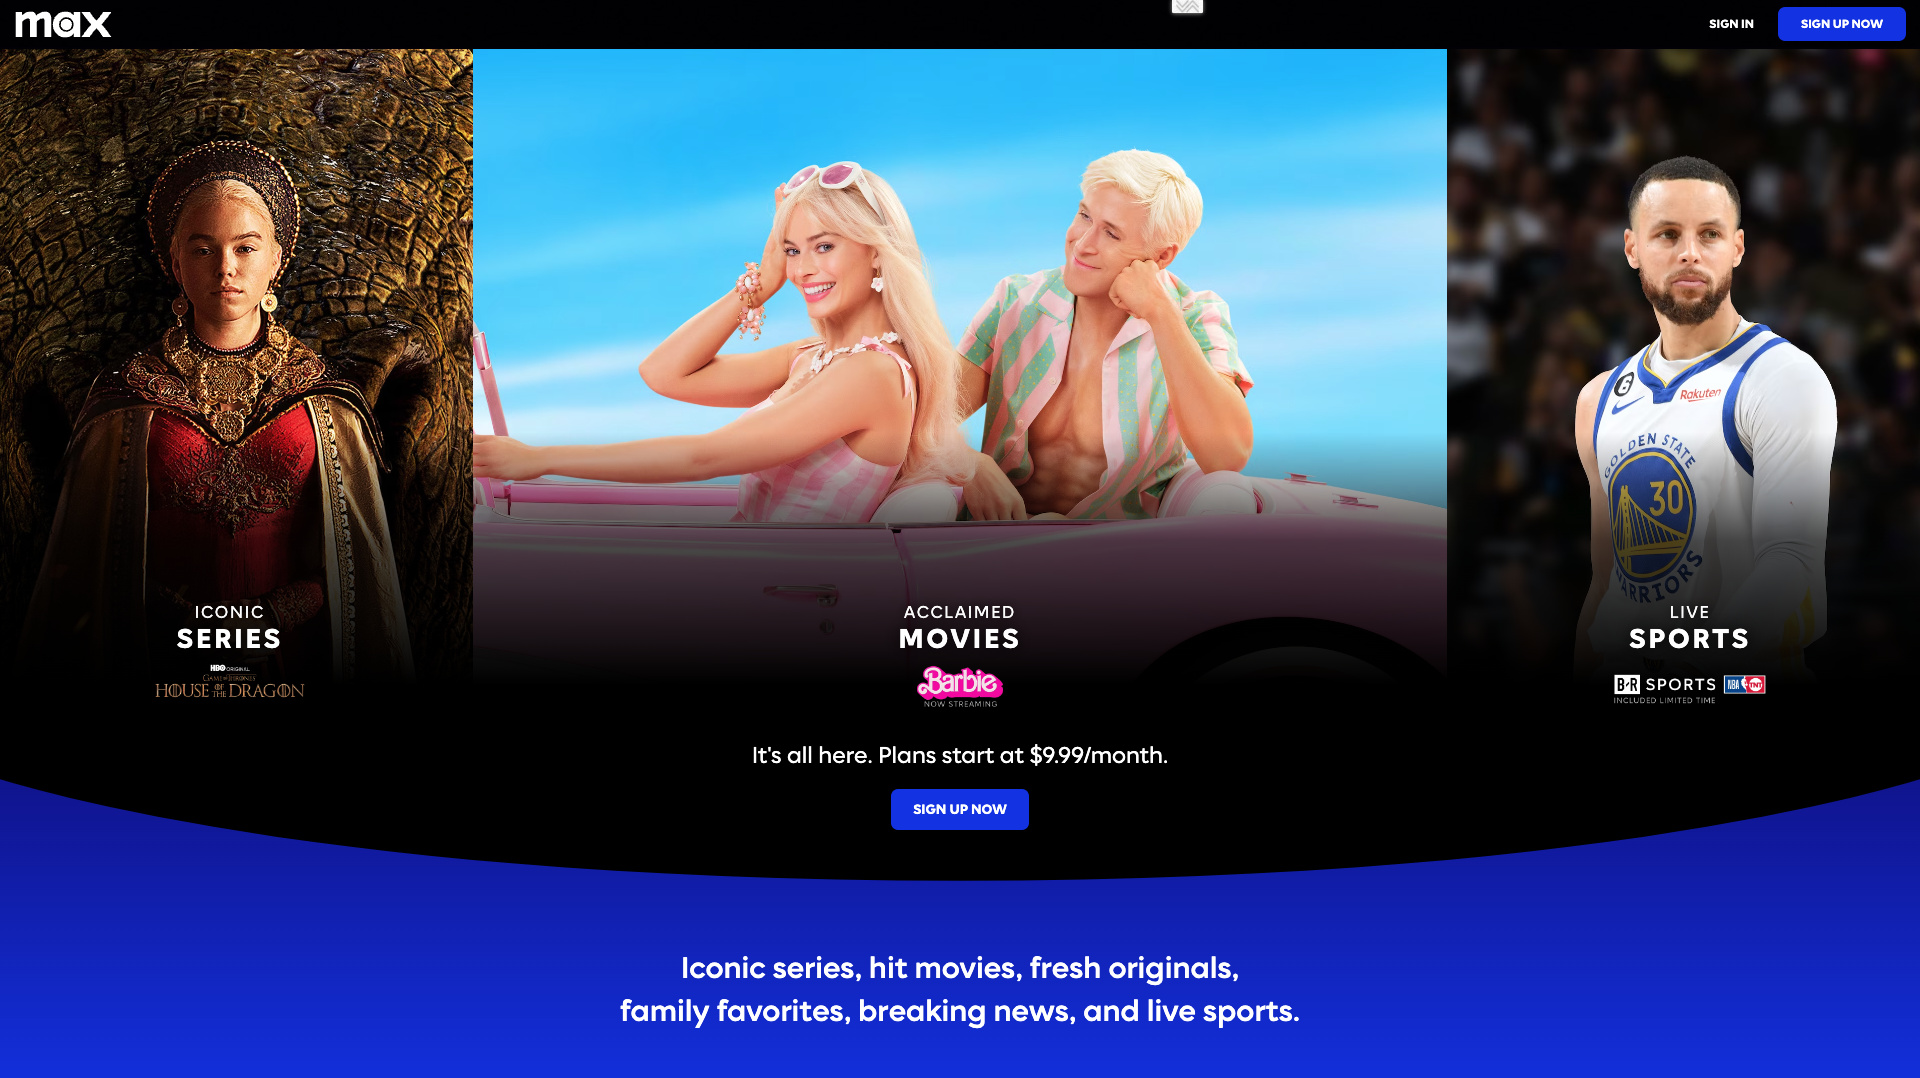 max
SIGN IN
SIGN UP NOW
6
Rakuten
GOLDEN STATE
30
WARRIORS
ICONIC
SERIES
HBO ORIGINAL
GAME OF THRONES
HOUSE OF THE DRAGON
ACCLAIMED
MOVIES
Barbie
NOW STREAMING
LIVE
SPORTS
B/R SPORTS NBA TNT
INCLUDED LIMITED TIME
It's all here. Plans start at $9.99/month.
SIGN UP NOW
Iconic series, hit movies, fresh originals,
family favorites, breaking news, and live sports.